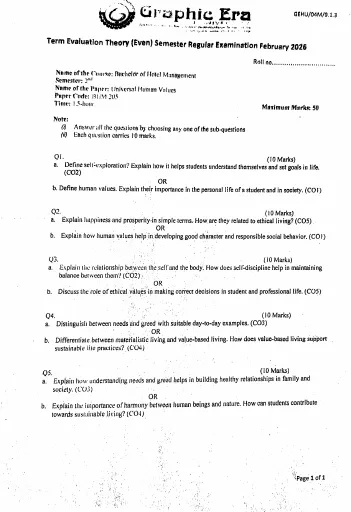 Graphic Era
GEHU/04M/9.1.3
Term Evaluation Theory (Even) Semester Regular Examination February 2026
Roll no.............................
Name of the Course: Bachelor of Hotel Management
Semester: 2nd
Name of the Paper: Universal Human Values
Paper Code:
Time: 1.5-hour
Maximum Marks: 50
Note:
(i) Answer all the questions by choosing any one of the sub-questions
(ii) Each question carries 10 marks.
Q1. (10 Marks)
a. Define self-exploration? Explain how it helps students understand themselves and set goals in life.
(CO2)
OR
b. Define human values. Explain their importance in the personal life of a student and in society. (CO1)
Q2. (10 Marks)
a. Explain happiness and prosperity in simple terms. How are they related to ethical living? (CO5)
OR
b. Explain how human values help in developing good character and responsible social behavior. (CO1)
Q3. (10 Marks)
a. Explain the relationship between the self and the body. How does self-discipline help in maintaining
balance between them? (CO2)
OR
b. Discuss the role of ethical values in making correct decisions in student and professional life. (CO5)
Q4. (10 Marks)
a. Distinguish between needs and greed with suitable day-to-day examples. (CO3)
OR
b. Differentiate between materialistic living and value-based living. How does value-based living support
sustainable life practices? (CO4)
Q5. (10 Marks)
a. Explain how understanding needs and greed helps in building healthy relationships in family and
society. (CO3)
OR
b. Explain the importance of harmony between human beings and nature. How can students contribute
towards sustainable living? (CO4)
Page 1 of 1